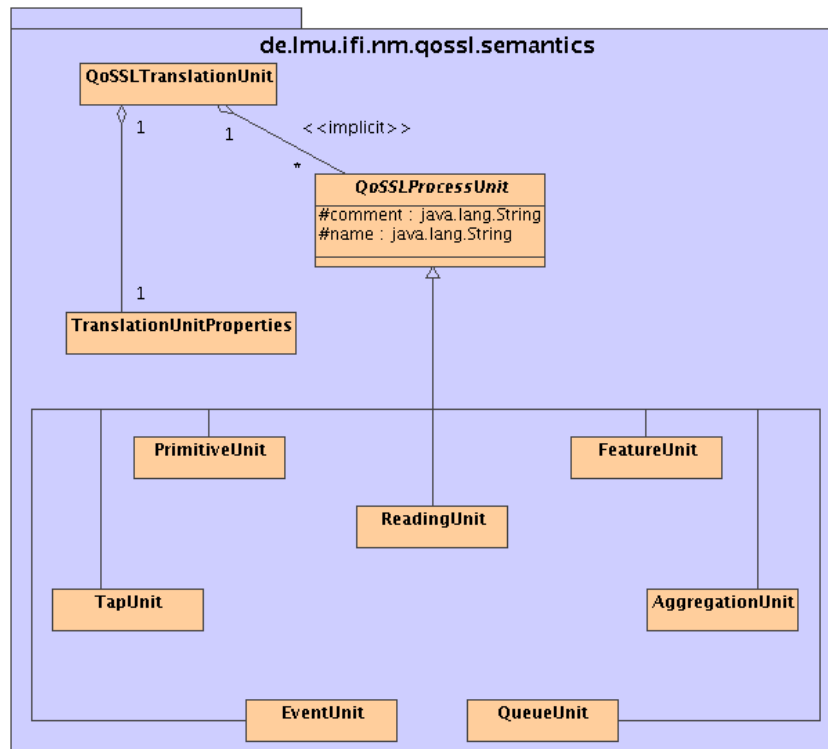 de.lmu.ifi.nm.qossl.semantics
QoSSLTranslationUnit
1
1
<<implicit>>
*
QoSSLProcessUnit
#comment : java.lang.String
#name : java.lang.String
1
TranslationUnitProperties
PrimitiveUnit
FeatureUnit
ReadingUnit
TapUnit
AggregationUnit
EventUnit
QueueUnit